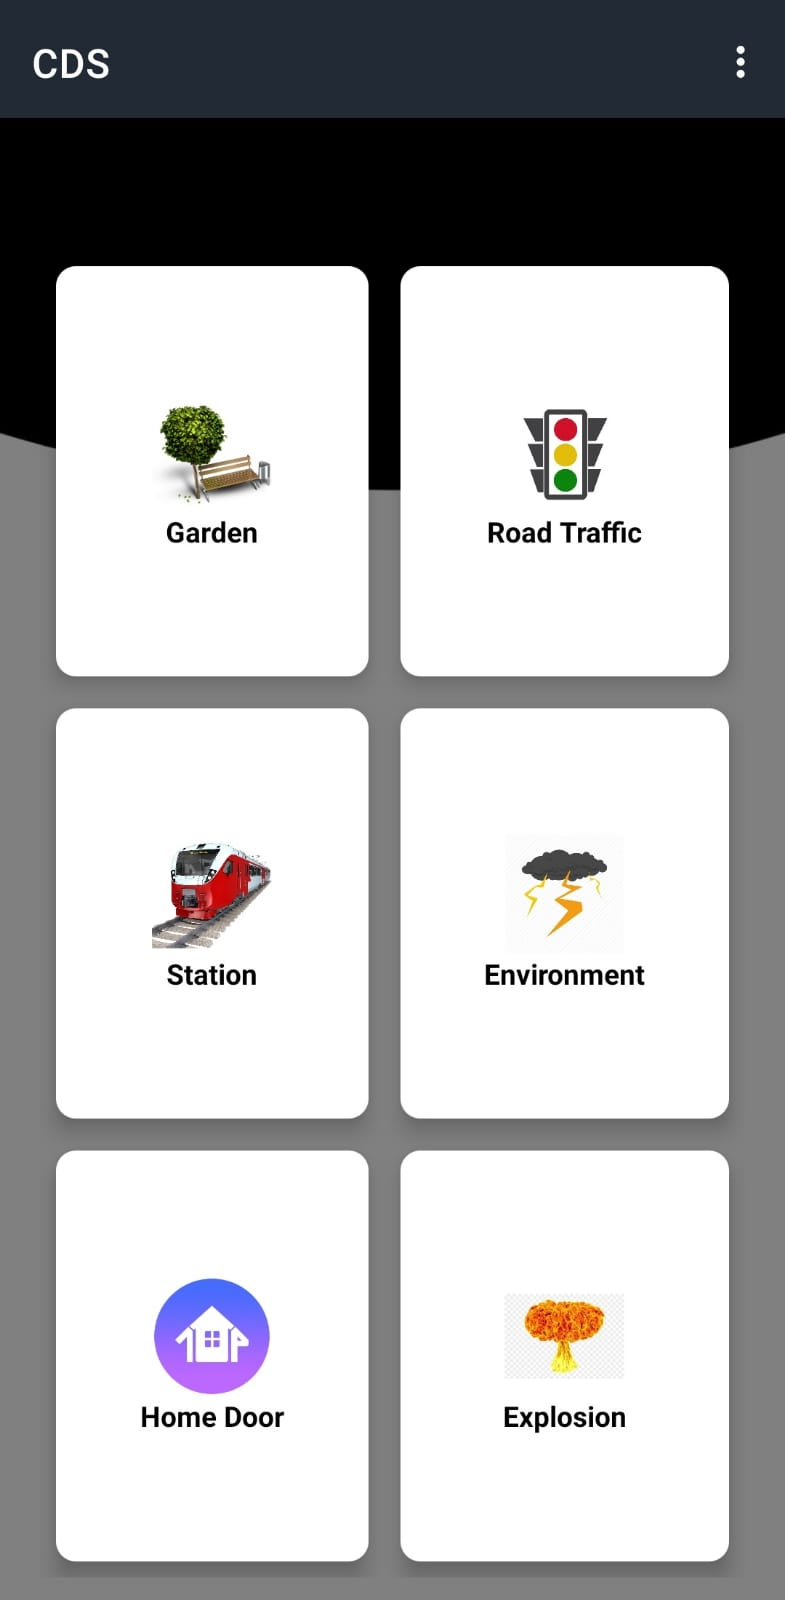 CDS
Garden
Road Traffic
Station
Environment
Home Door
Explosion